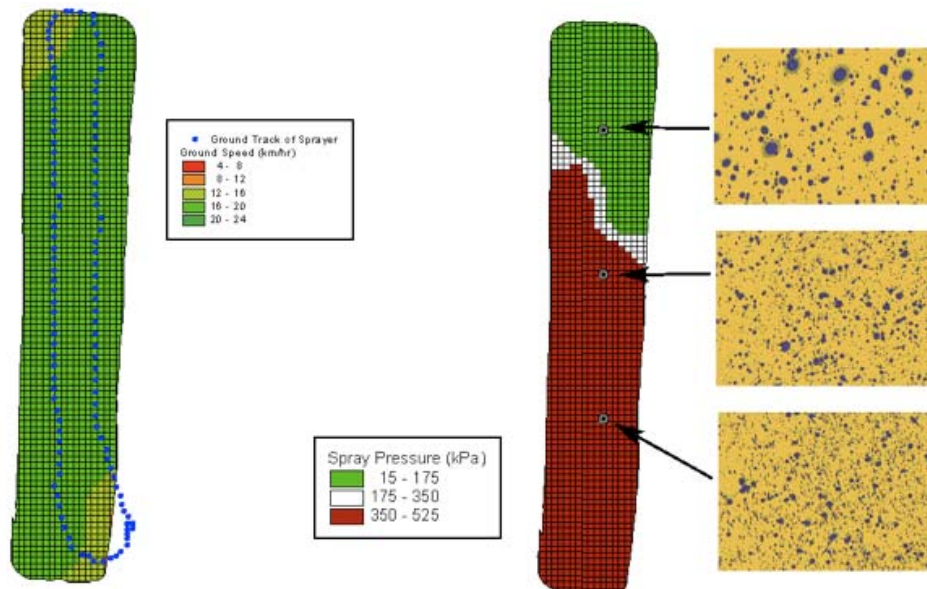 Ground Track of Sprayer
Ground Speed (km/hr)
4 - 8
8 - 12
12 - 16
16 - 20
20 - 24
Spray Pressure (kPa)
15 - 175
175 - 350
350 - 525